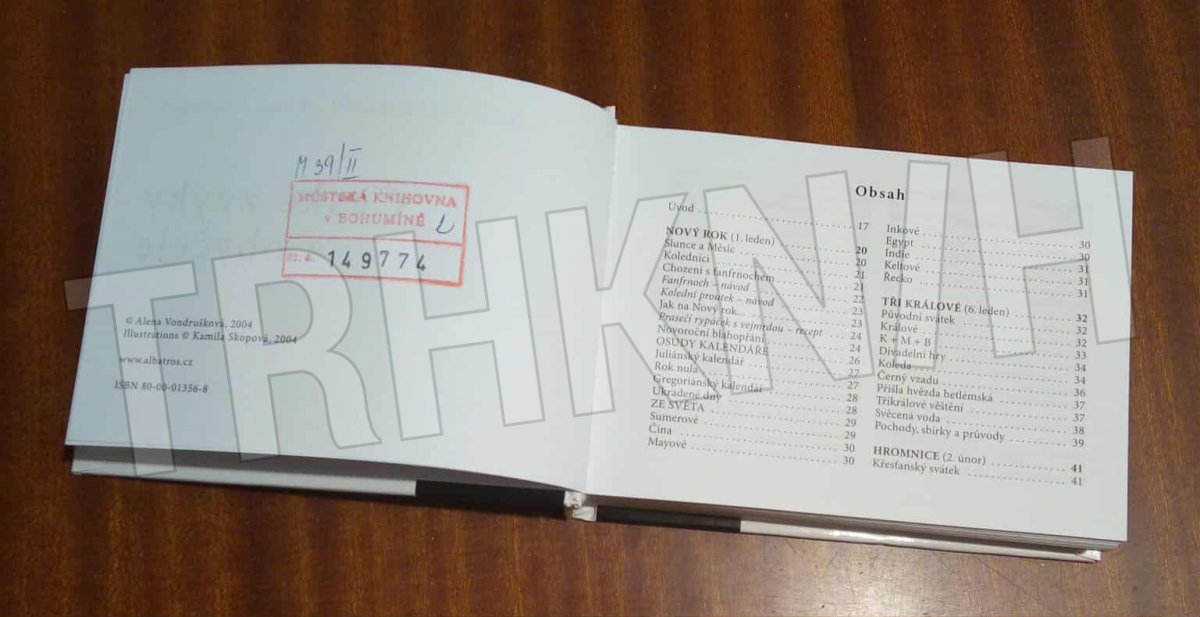 M 39/II
MĚSTSKÁ KNIHOVNA
v BOHUMÍNĚ L
149774
© Alena Vondrušková, 2004
Illustrations © Kamila Skopová, 2004
www.albatros.cz
ISBN 80-00-01356-8
Obsah
Úvod 17
NOVÝ ROK (1. leden) 20
Slunce a Měsíc 20
Koledníci 21
Chození s fanfrnochem 21
Fanfrnoch – návod 22
Kolední proutek – návod 23
Jak na Nový rok... 23
Prasečí rypáček s vejmrdou – recept 24
Novoroční blahopřání 24
OSUDY KALENDÁŘE 26
Juliánský kalendář 27
Rok nula 27
Gregoriánský kalendář 28
Ukradené dny 28
ZE SVĚTA 29
Sumerové 29
Čína 30
Mayové 30
Inkové 30
Egypt 30
Indie 31
Keltové 31
Řecko 31
TŘI KRÁLOVÉ (6. leden) 32
Původní svátek 32
Králové 32
K + M + B 33
Divadelní hry 34
Koleda 34
Černý vzadu 36
Přišla hvězda betlémská 37
Tříkrálové věštění 37
Svěcená voda 38
Pochody, sbírky a průvody 39
HROMNICE (2. únor) 41
Křesťanský svátek 41
TRHKNIH